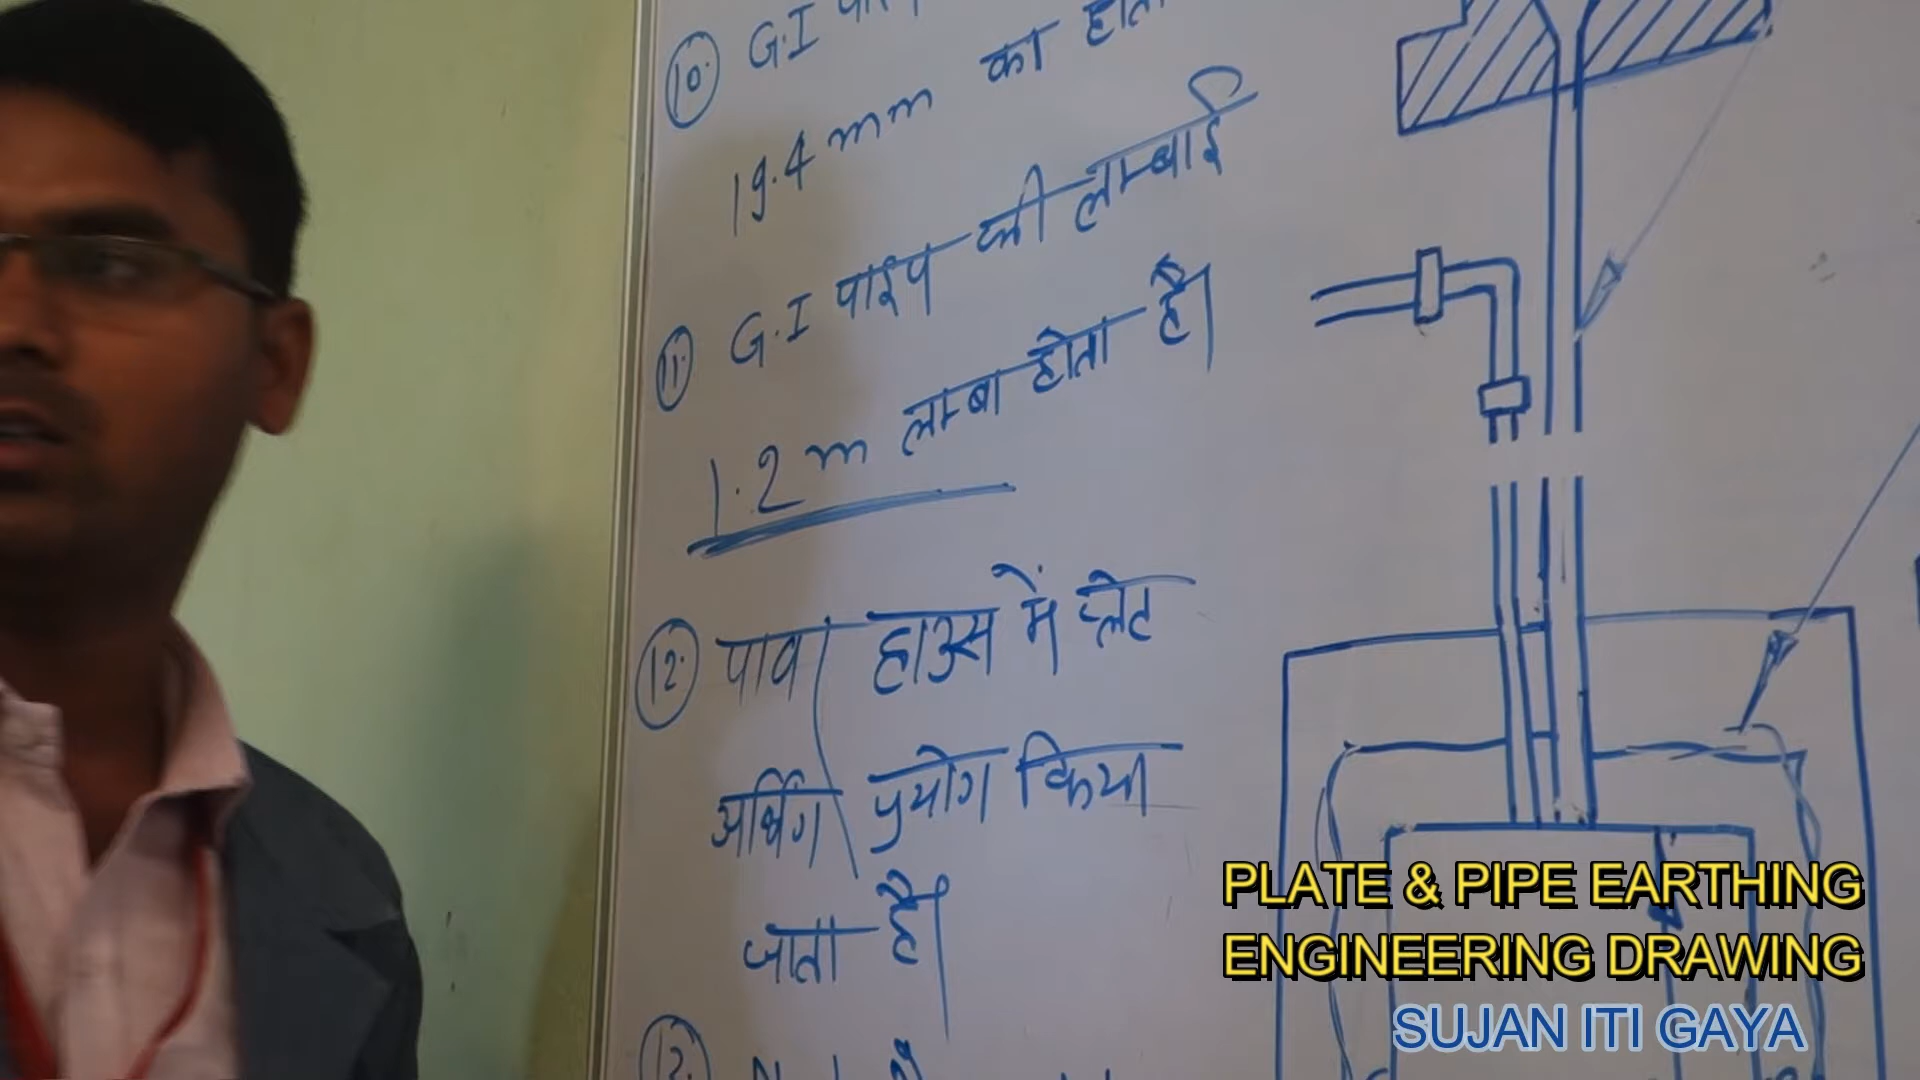 10. G.I
19.4 mm का
11. G.I पाईप की लम्बाई
1.2 m लम्बा होता है।
12. पावर हाउस में प्लेट
अर्थिंग प्रयोग किया
जाता है।
PLATE & PIPE EARTHING
ENGINEERING DRAWING
SUJAN ITI GAYA